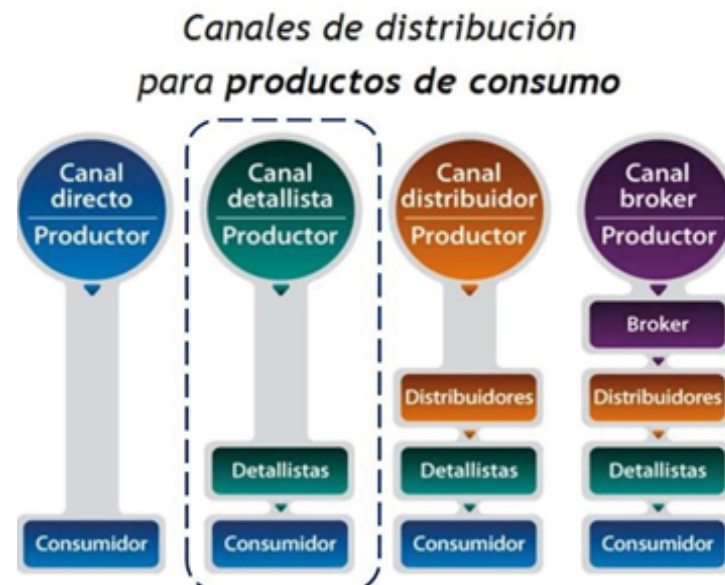 Canales de distribución
para productos de consumo
Canal
directo
Productor
Consumidor
Canal
detallista
Productor
Detallistas
Consumidor
Canal
distribuidor
Productor
Distribuidores
Detallistas
Consumidor
Canal
broker
Productor
Broker
Distribuidores
Detallistas
Consumidor